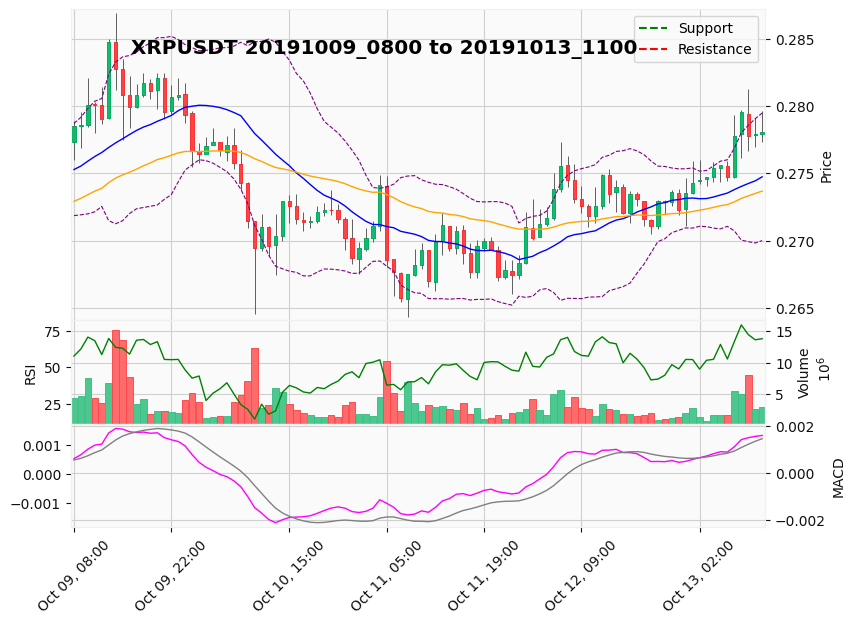 XRPUSDT 20191009_0800 to 20191013_1100
Support
Resistance
0.285
0.280
0.275
0.270
0.265
Price
75
50
25
RSI
15
10
5
Volume
10^6
0.001
0.000
−0.001
0.002
0.000
−0.002
MACD
Oct 09, 08:00
Oct 09, 22:00
Oct 10, 15:00
Oct 11, 05:00
Oct 11, 19:00
Oct 12, 09:00
Oct 13, 02:00